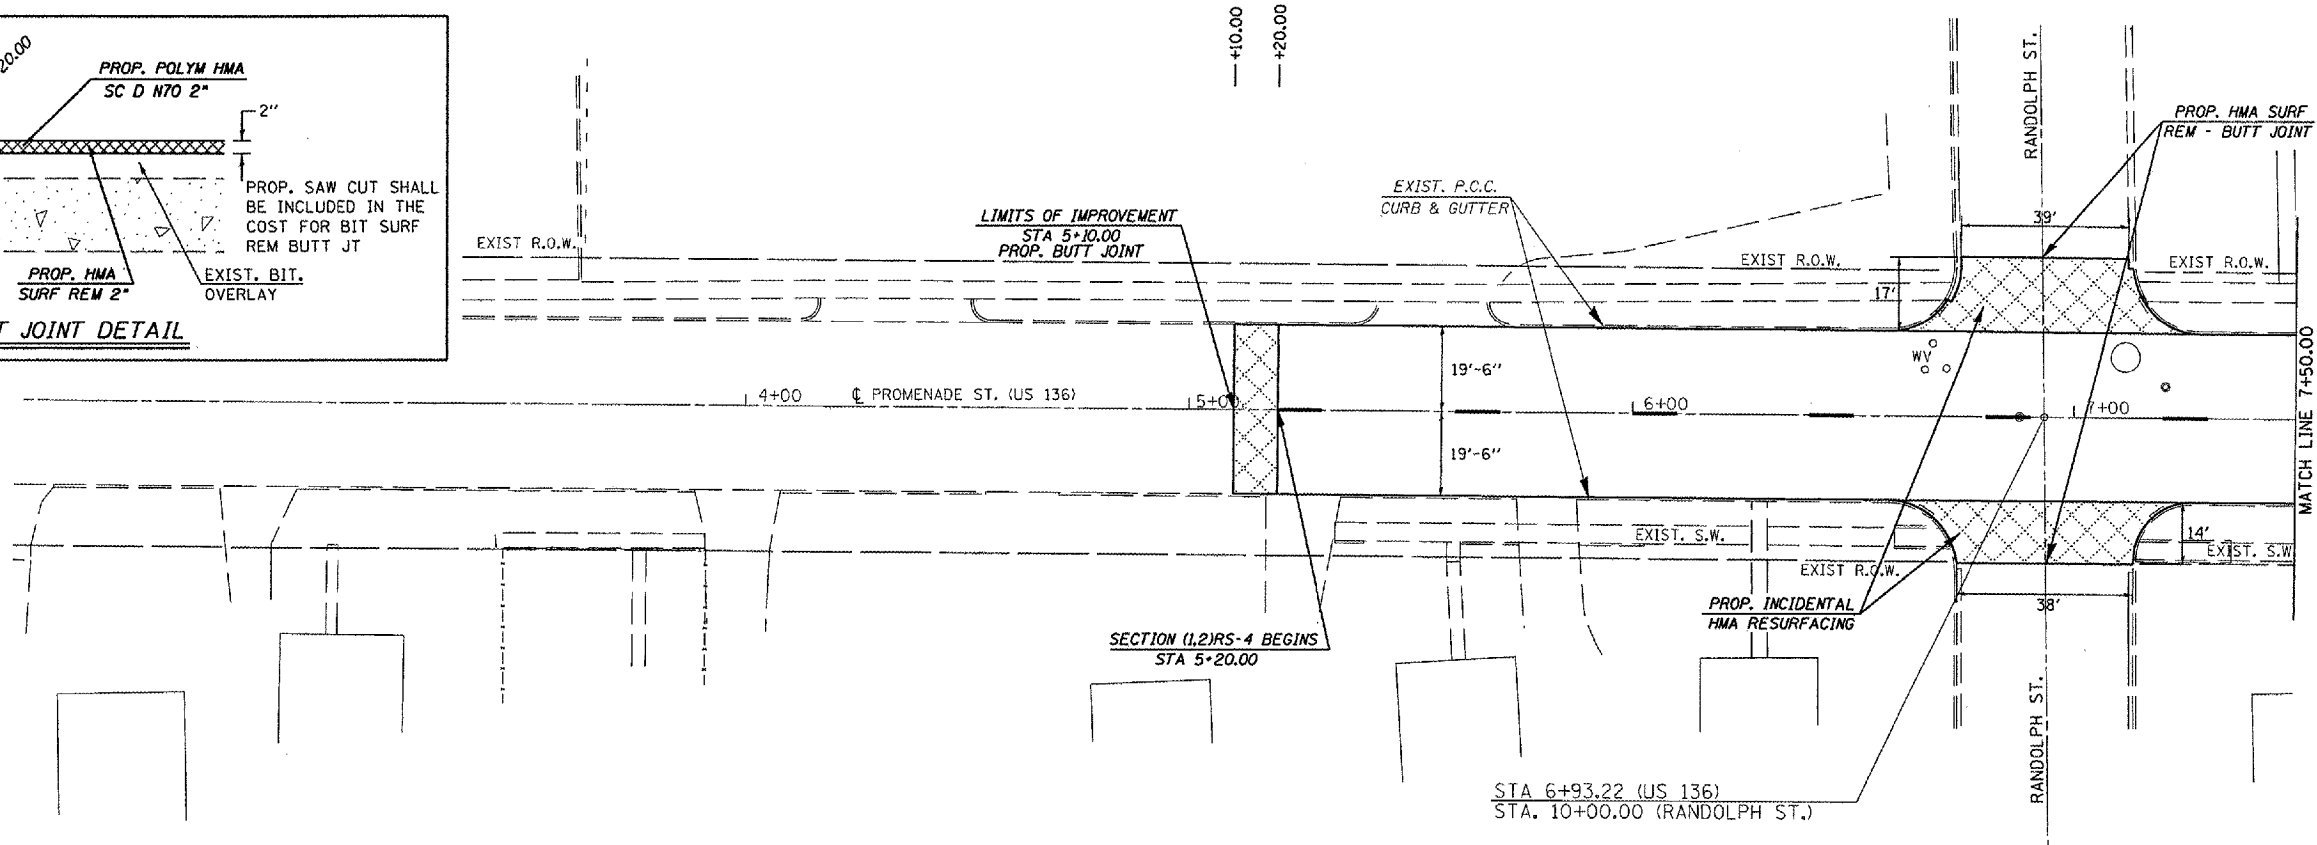 20.00
PROP. POLYM HMA
SC D N70 2"
2"
PROP. SAW CUT SHALL
BE INCLUDED IN THE
COST FOR BIT SURF
REM BUTT JT
PROP. HMA
SURF REM 2"
EXIST. BIT.
OVERLAY
T JOINT DETAIL
+10.00
+20.00
EXIST R.O.W.
LIMITS OF IMPROVEMENT
STA 5+10.00
PROP. BUTT JOINT
EXIST. P.C.C.
CURB & GUTTER
RANDOLPH ST.
PROP. HMA SURF
REM - BUTT JOINT
39'
EXIST R.O.W.
EXIST R.O.W.
17'
WV
19'-6"
4+00
℄ PROMENADE ST. (US 136)
5+00
6+00
7+00
19'-6"
MATCH LINE 7+50.00
EXIST. S.W.
14'
EXIST. S.W
EXIST R.O.W.
PROP. INCIDENTAL
HMA RESURFACING
38'
SECTION (1,2)RS-4 BEGINS
STA 5+20.00
RANDOLPH ST.
STA 6+93.22 (US 136)
STA. 10+00.00 (RANDOLPH ST.)